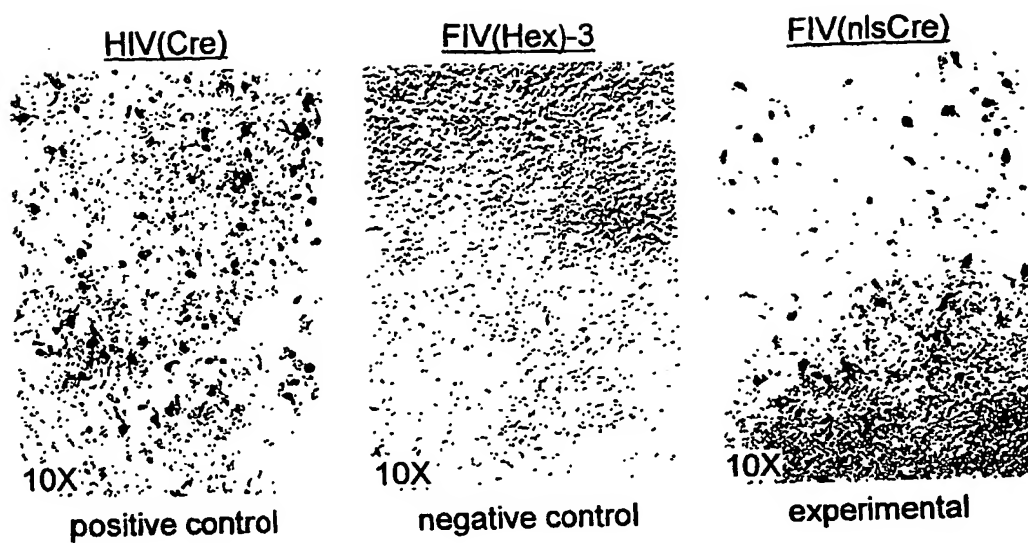 HIV(Cre)
FIV(Hex)-3
FIV(nlsCre)
10X
10X
10X
positive control
negative control
experimental